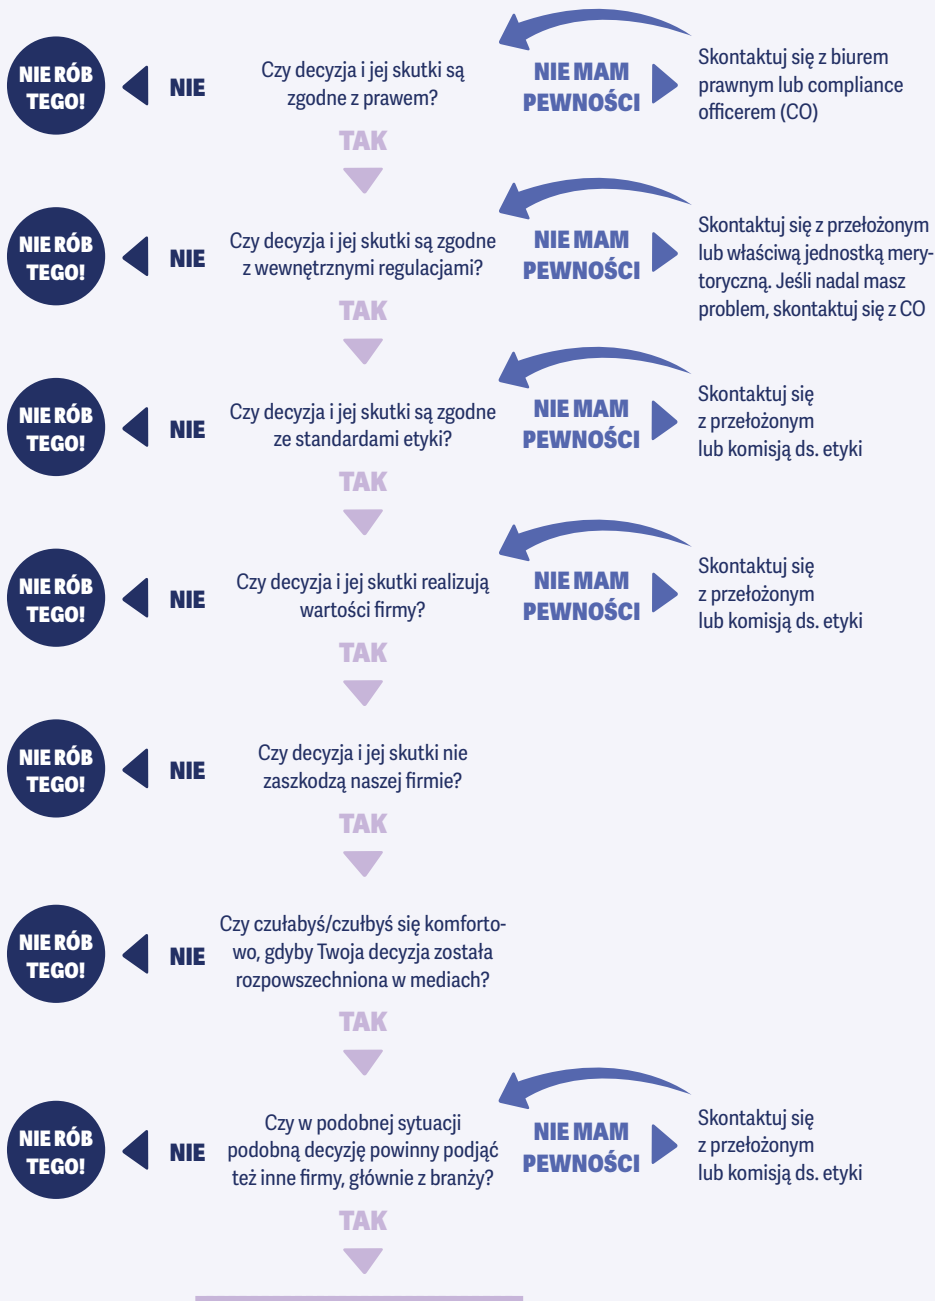 NIE RÓB
TEGO!
NIE
Czy decyzja i jej skutki są
zgodne z prawem?
NIE MAM
PEWNOŚCI
Skontaktuj się z biurem
prawnym lub compliance
officerem (CO)
TAK
NIE RÓB
TEGO!
NIE
Czy decyzja i jej skutki są zgodne
z wewnętrznymi regulacjami?
NIE MAM
PEWNOŚCI
Skontaktuj się z przełożonym
lub właściwą jednostką mery-
toryczną. Jeśli nadal masz
problem, skontaktuj się z CO
TAK
NIE RÓB
TEGO!
NIE
Czy decyzja i jej skutki są zgodne
ze standardami etyki?
NIE MAM
PEWNOŚCI
Skontaktuj się
z przełożonym
lub komisją ds. etyki
TAK
NIE RÓB
TEGO!
NIE
Czy decyzja i jej skutki realizują
wartości firmy?
NIE MAM
PEWNOŚCI
Skontaktuj się
z przełożonym
lub komisją ds. etyki
TAK
NIE RÓB
TEGO!
NIE
Czy decyzja i jej skutki nie
zaszkodzą naszej firmie?
TAK
NIE RÓB
TEGO!
NIE
Czy czułabyś/czułbyś się komforto-
wo, gdyby Twoja decyzja została
rozpowszechniona w mediach?
TAK
NIE RÓB
TEGO!
NIE
Czy w podobnej sytuacji
podobną decyzję powinny podjąć
też inne firmy, głównie z branży?
NIE MAM
PEWNOŚCI
Skontaktuj się
z przełożonym
lub komisją ds. etyki
TAK